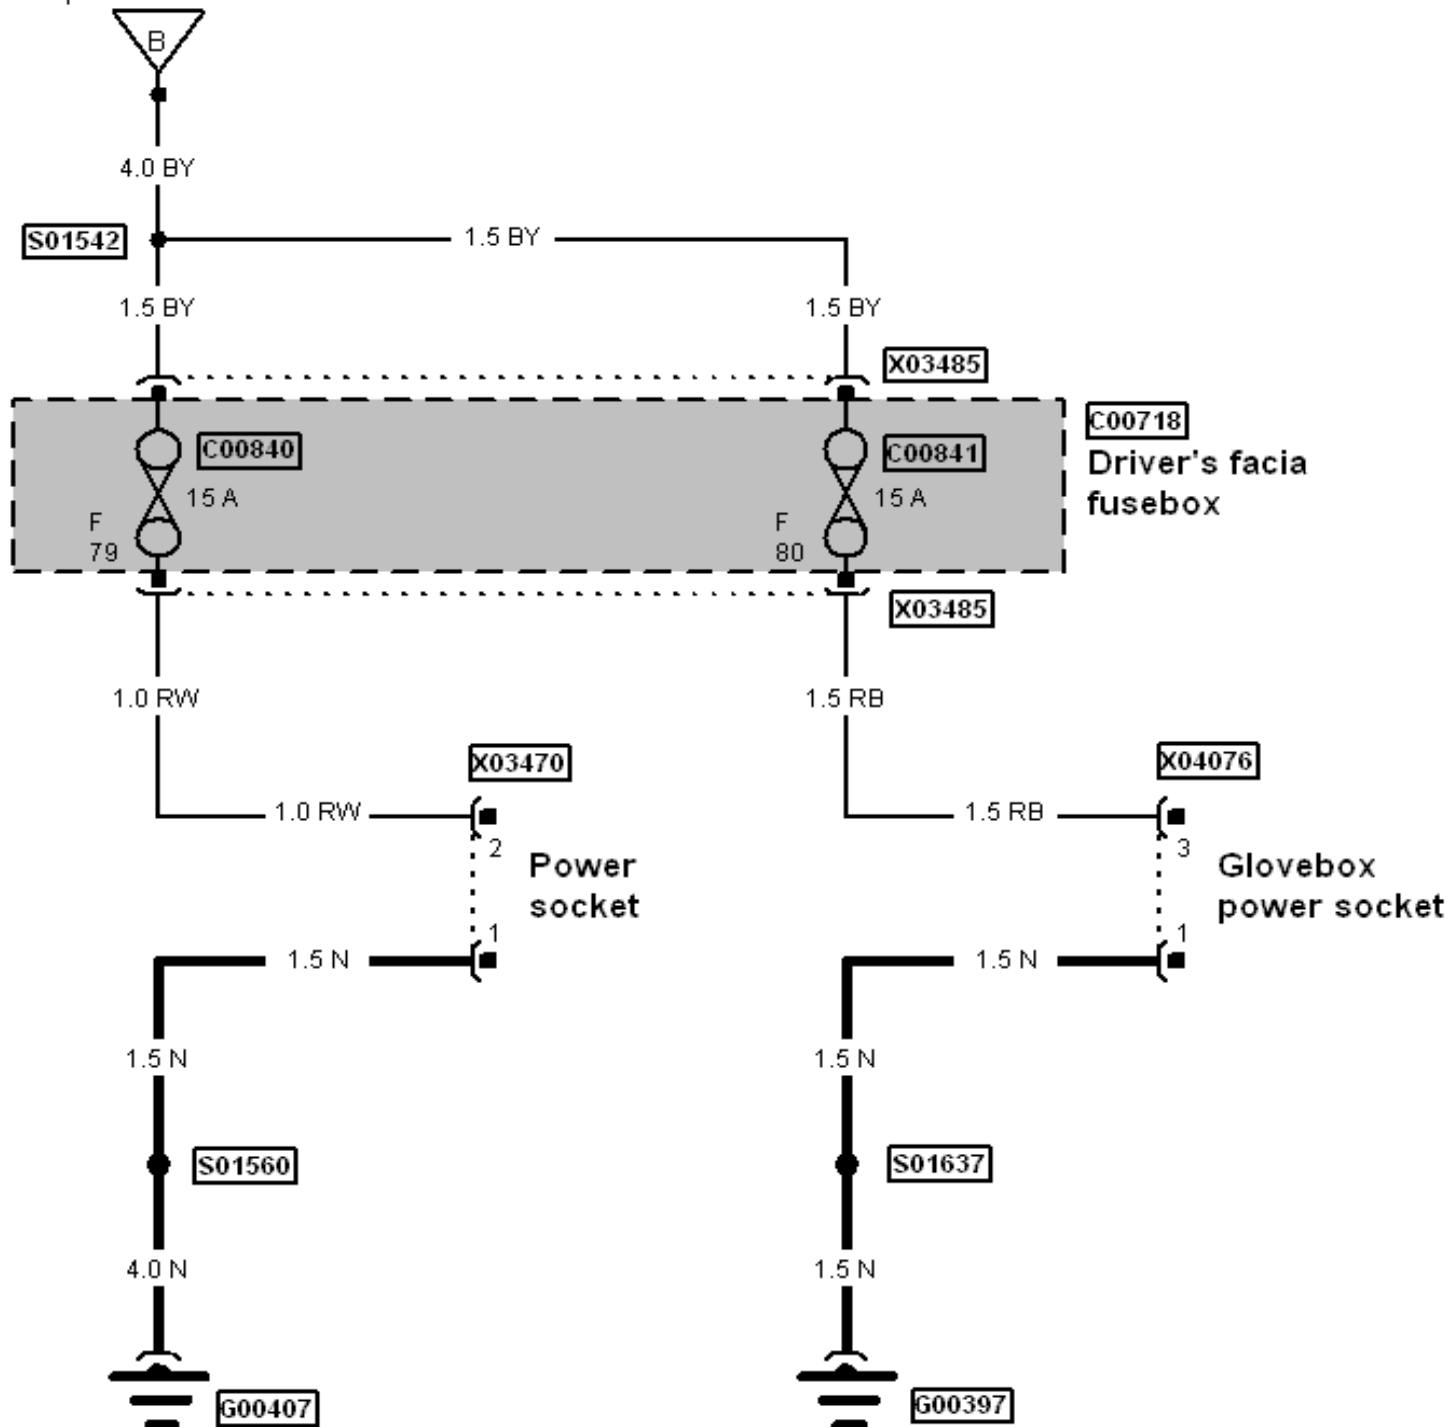 B
4.0 BY
S01542
1.5 BY
1.5 BY
1.5 BY
X03485
C00718
Driver's facia
fusebox
C00840
15 A
F
79
C00841
15 A
F
80
X03485
1.0 RW
1.5 RB
X03470
X04076
1.0 RW
1.5 RB
2
3
Power
socket
Glovebox
power socket
1
1
1.5 N
1.5 N
1.5 N
1.5 N
S01560
S01637
4.0 N
1.5 N
G00407
G00397